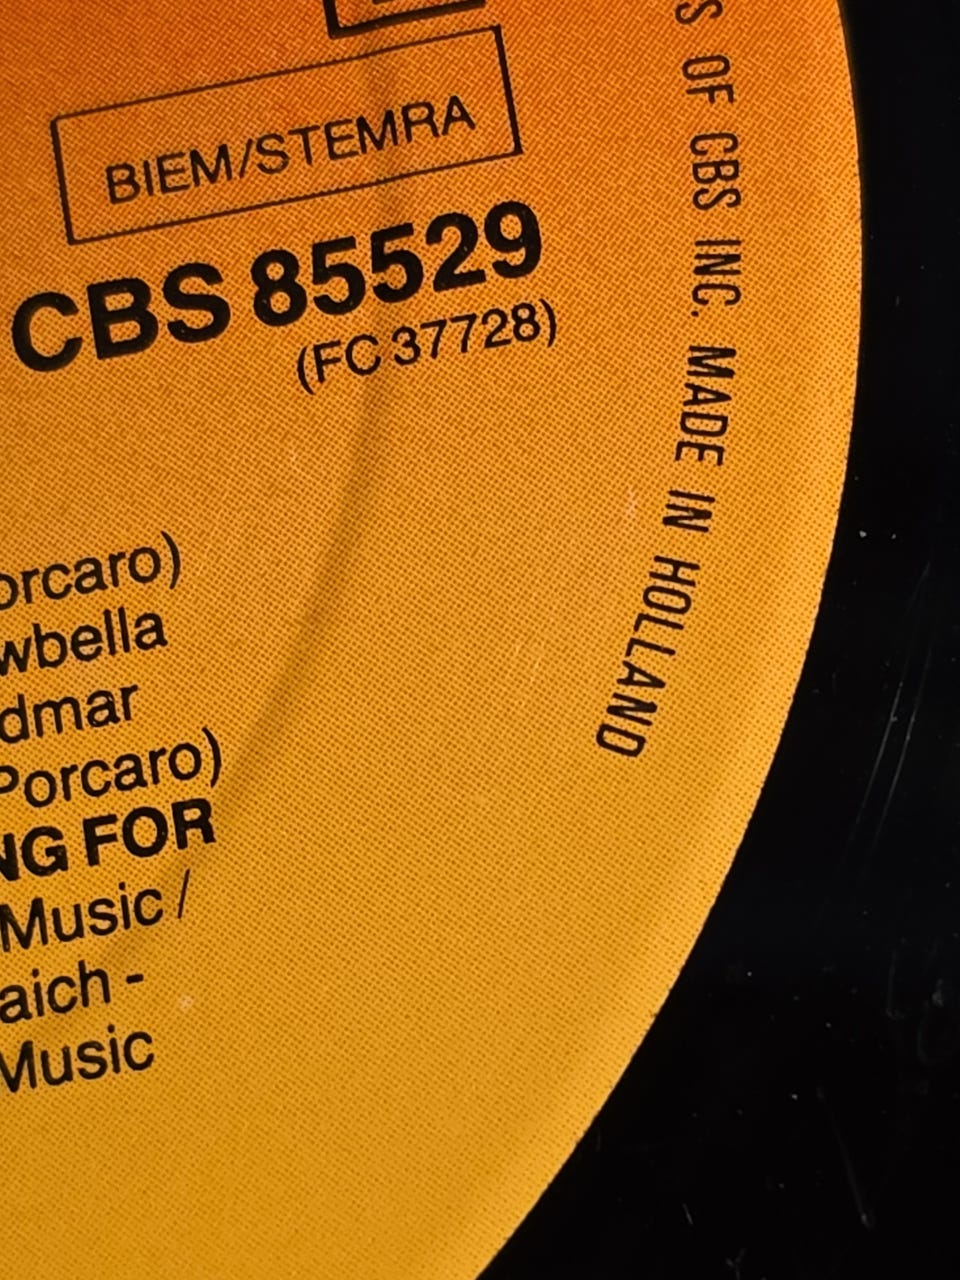 BIEM/STEMRA
CBS 85529
(FC 37728)
S OF CBS INC. MADE IN HOLLAND
orcaro)
wbella
dmar
Porcaro)
NG FOR
Music /
aich -
Music